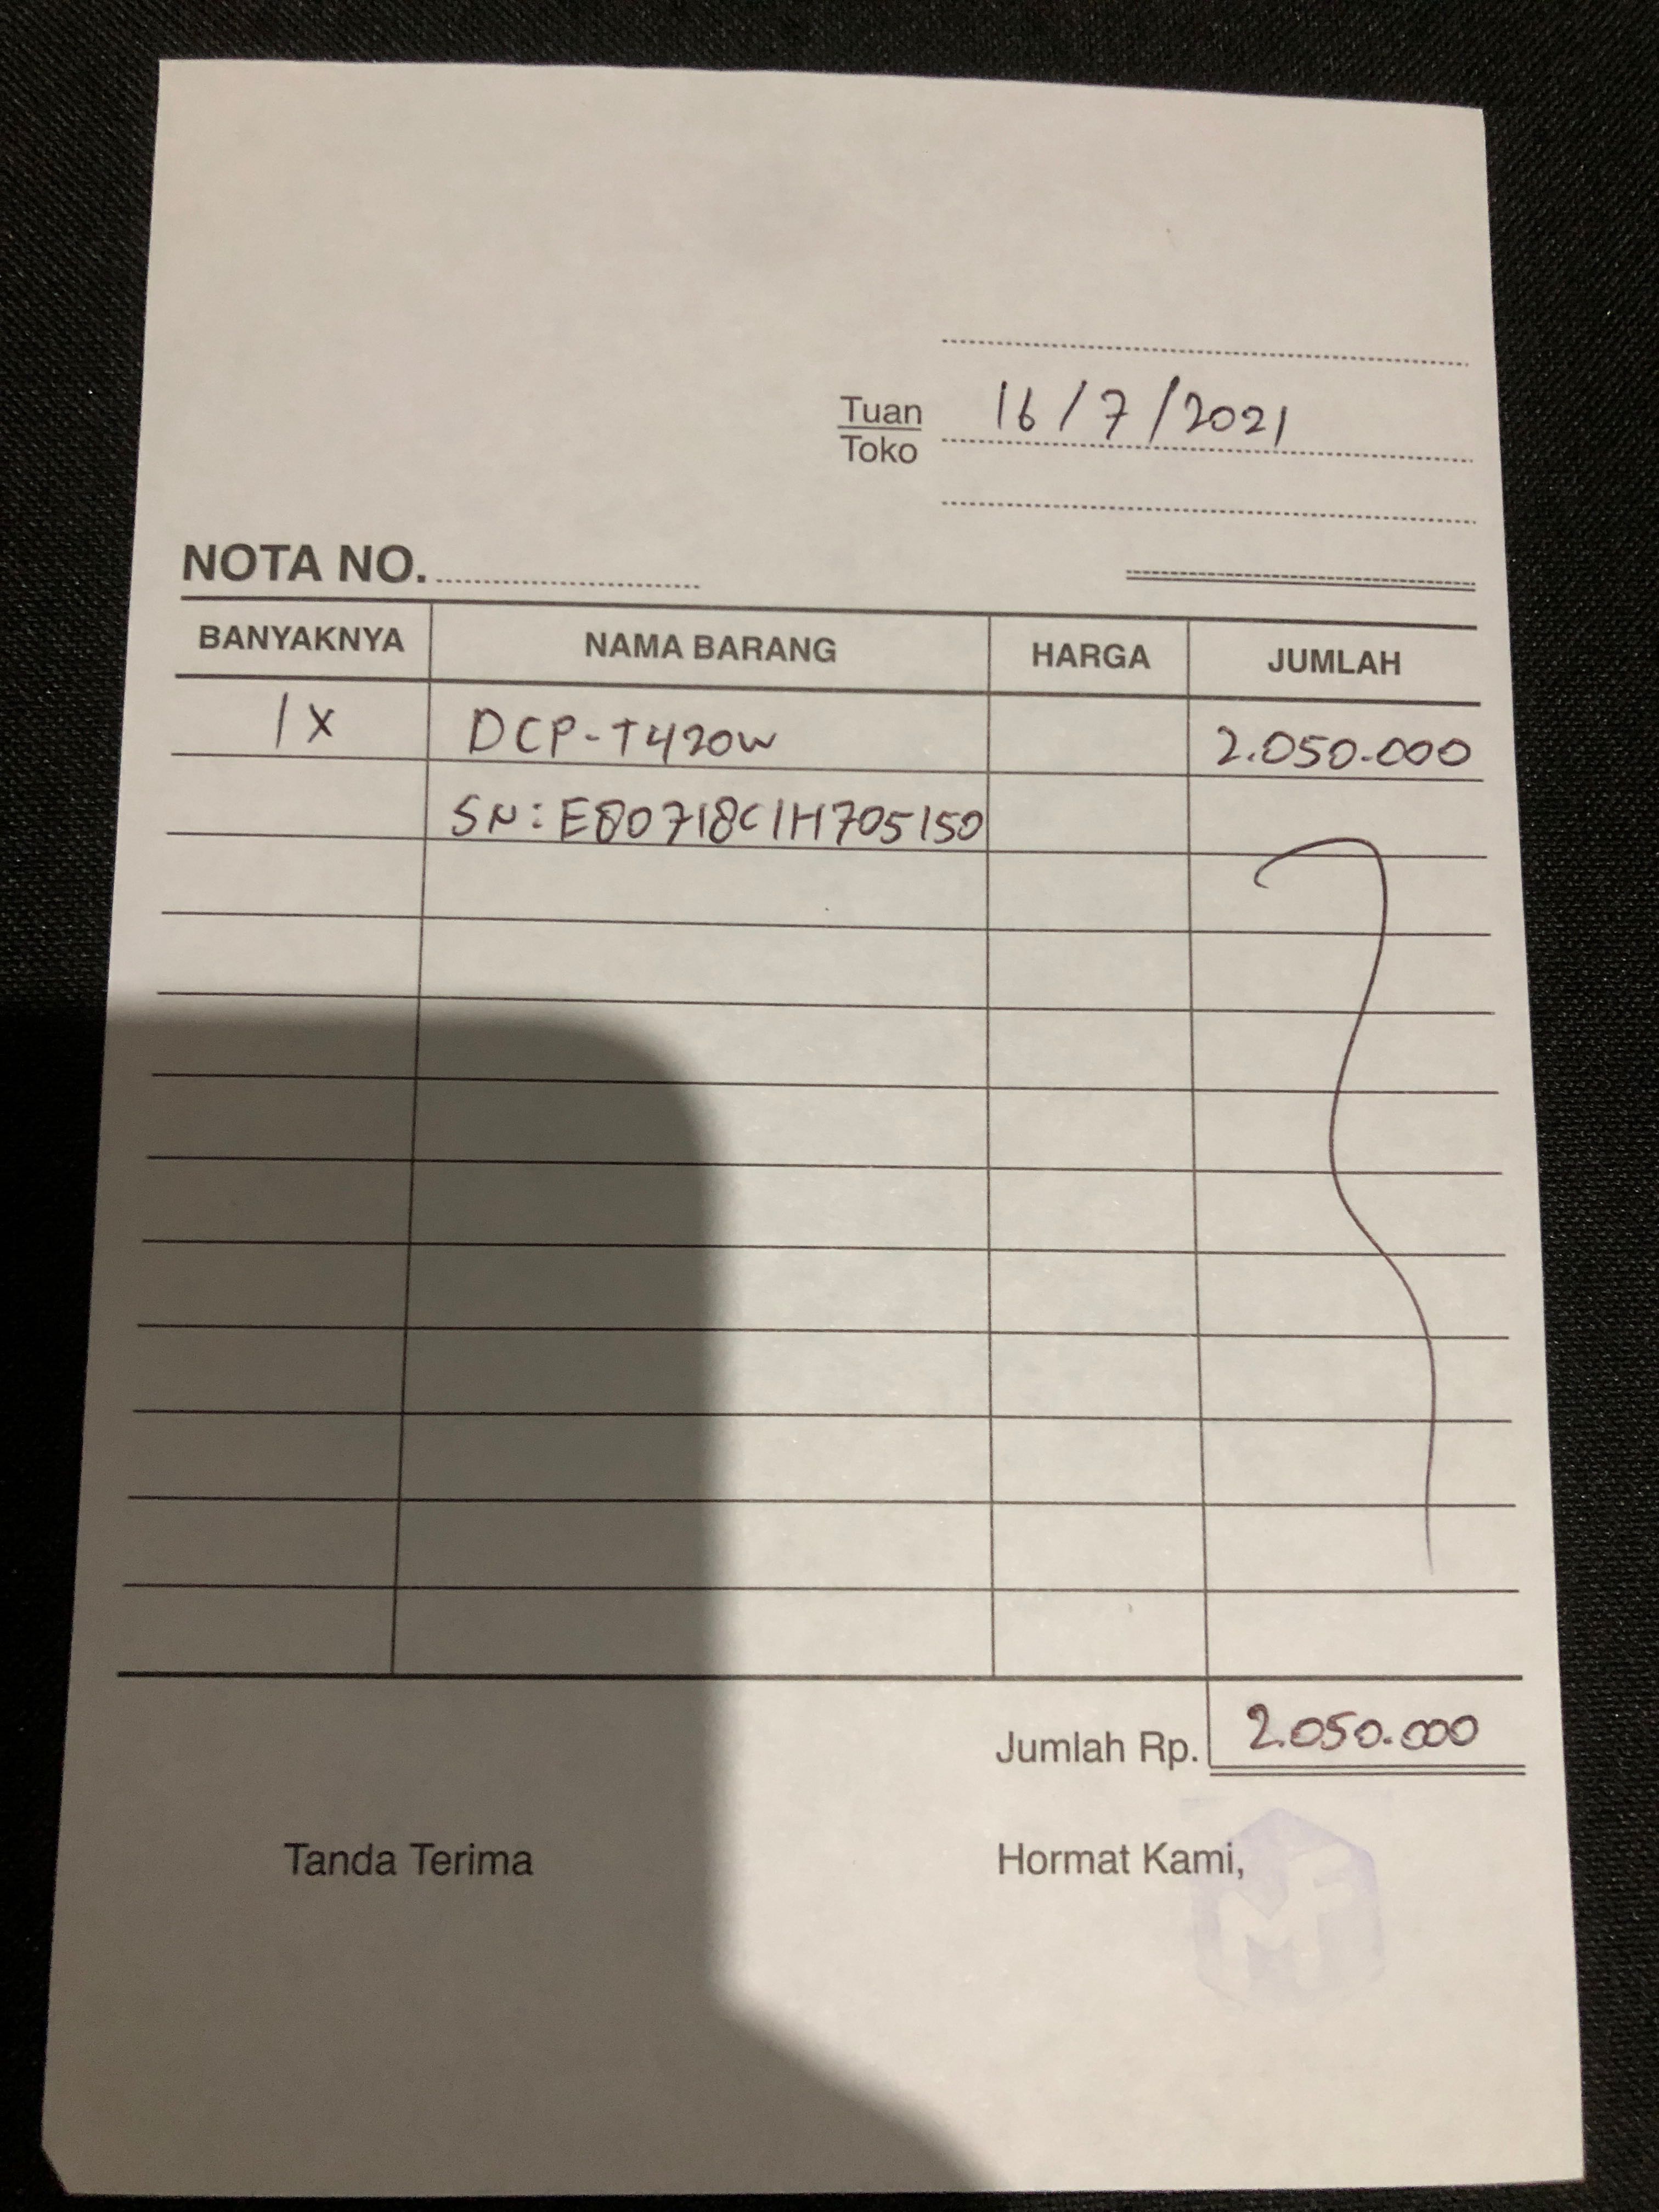 Tuan
Toko
16/7/2021
NOTA NO.
BANYAKNYA NAMA BARANG HARGA JUMLAH
1X DCP-T420W 2.050.000
SN: E80718C1H705150
Jumlah Rp. 2.050.000
Tanda Terima Hormat Kami,